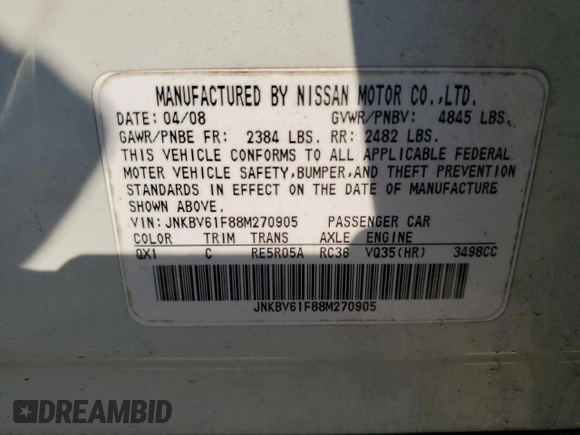 MANUFACTURED BY NISSAN MOTOR CO.,LTD.
DATE: 04/08 GVWR/PNBV: 4845 LBS.
GAWR/PNBE FR: 2384 LBS. RR: 2482 LBS.
THIS VEHICLE CONFORMS TO ALL APPLICABLE FEDERAL
MOTER VEHICLE SAFETY,BUMPER,AND THEFT PREVENTION
STANDARDS IN EFFECT ON THE DATE OF MANUFACTURE
SHOWN ABOVE.
VIN: JNKBV61F88M270905 PASSENGER CAR
COLOR TRIM TRANS AXLE ENGINE
QX1 C RE5R05A RC36 VQ35(HR) 3498CC
JNKBV61F88M270905
DREAMBID